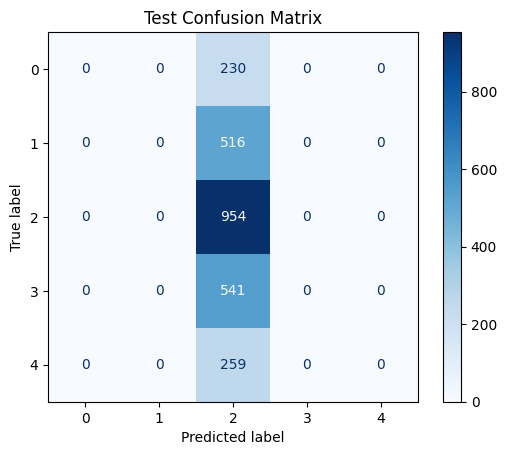 Test Confusion Matrix
0 0 0 230 0 0
1 0 0 516 0 0
2 0 0 954 0 0
3 0 0 541 0 0
4 0 0 259 0 0
0 1 2 3 4
Predicted label
True label
800
600
400
200
0